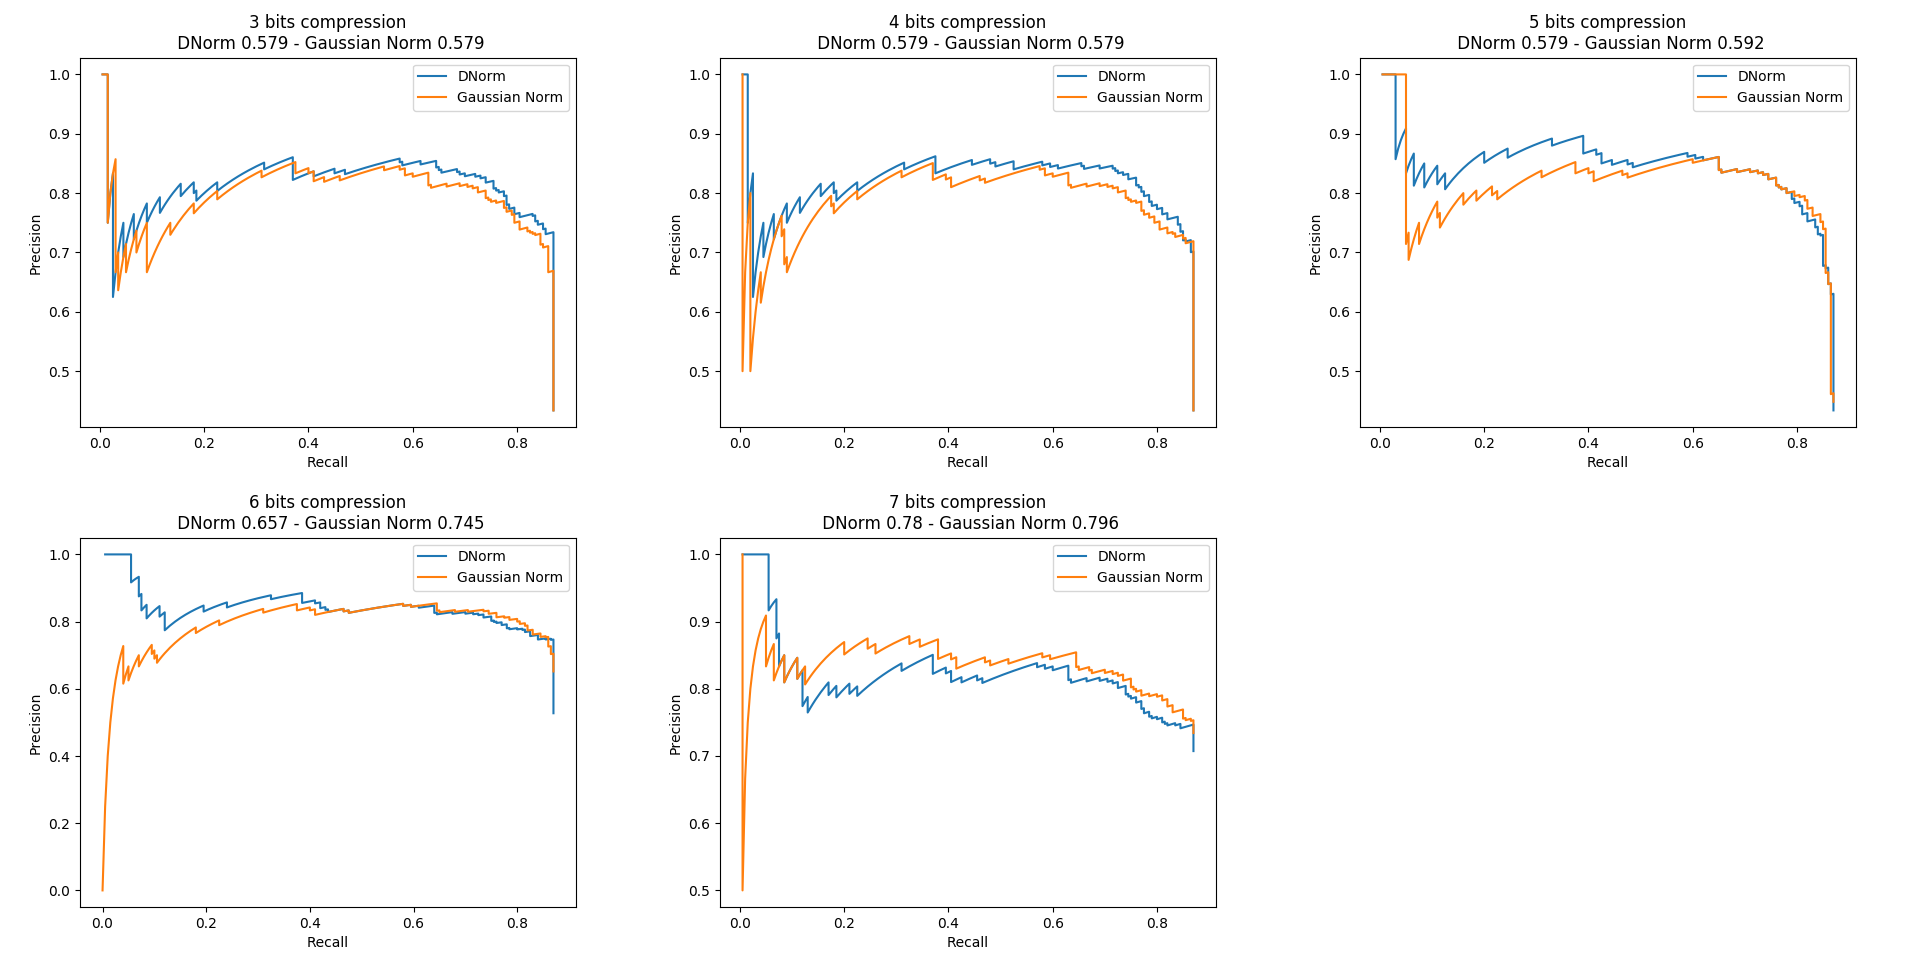 3 bits compression
DNorm 0.579 - Gaussian Norm 0.579
1.0
0.9
0.8
0.7
0.6
0.5
Precision
DNorm
Gaussian Norm
0.0 0.2 0.4 0.6 0.8
Recall
4 bits compression
DNorm 0.579 - Gaussian Norm 0.579
1.0
0.9
0.8
0.7
0.6
0.5
Precision
DNorm
Gaussian Norm
0.0 0.2 0.4 0.6 0.8
Recall
5 bits compression
DNorm 0.579 - Gaussian Norm 0.592
1.0
0.9
0.8
0.7
0.6
0.5
Precision
DNorm
Gaussian Norm
0.0 0.2 0.4 0.6 0.8
Recall
6 bits compression
DNorm 0.657 - Gaussian Norm 0.745
1.0
0.8
0.6
0.4
0.2
0.0
Precision
DNorm
Gaussian Norm
0.0 0.2 0.4 0.6 0.8
Recall
7 bits compression
DNorm 0.78 - Gaussian Norm 0.796
1.0
0.9
0.8
0.7
0.6
0.5
Precision
DNorm
Gaussian Norm
0.0 0.2 0.4 0.6 0.8
Recall